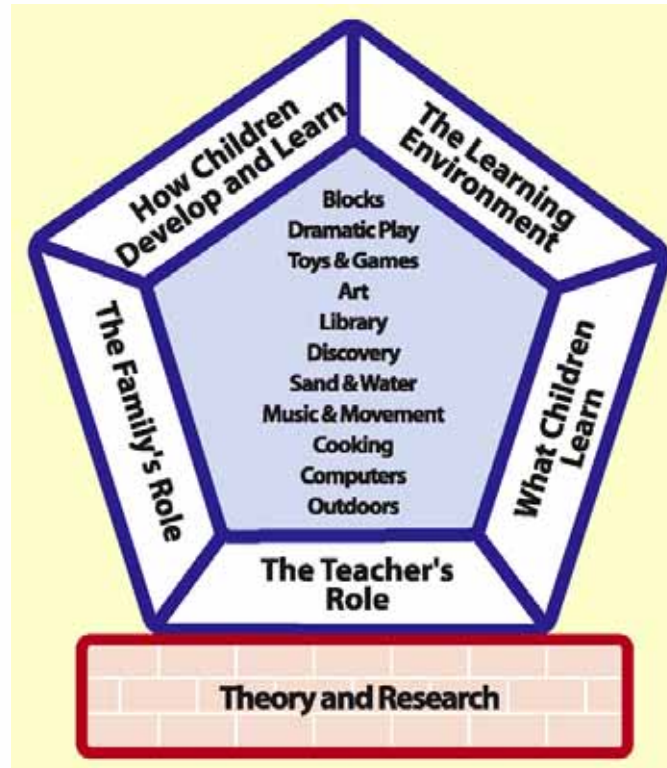 How Children
Develop and Learn
The Learning
Environment
Blocks
Dramatic Play
Toys & Games
Art
Library
Discovery
Sand & Water
Music & Movement
Cooking
Computers
Outdoors
The Family's Role
What Children
Learn
The Teacher's
Role
Theory and Research